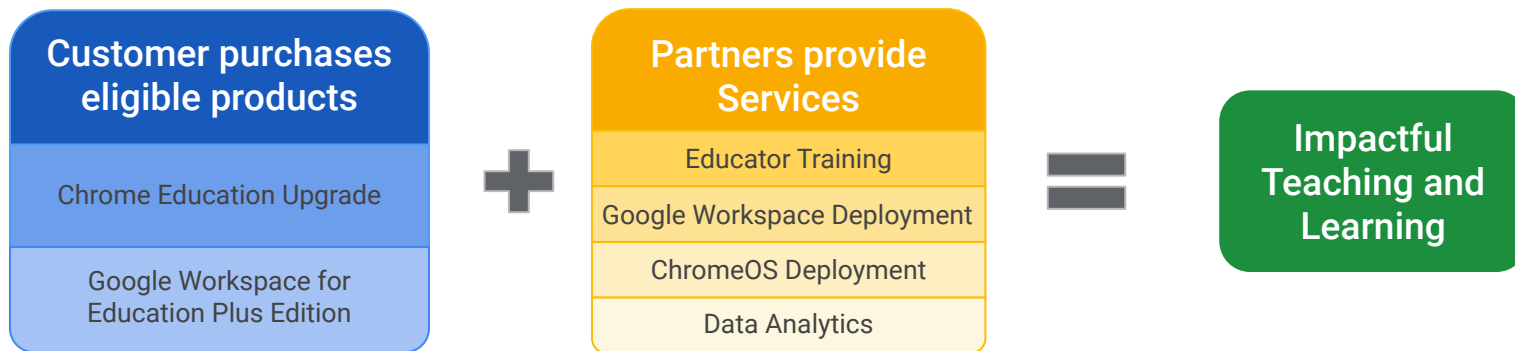 Customer purchases
eligible products
Chrome Education Upgrade
Google Workspace for
Education Plus Edition
Partners provide
Services
Educator Training
Google Workspace Deployment
ChromeOS Deployment
Data Analytics
Impactful
Teaching and
Learning